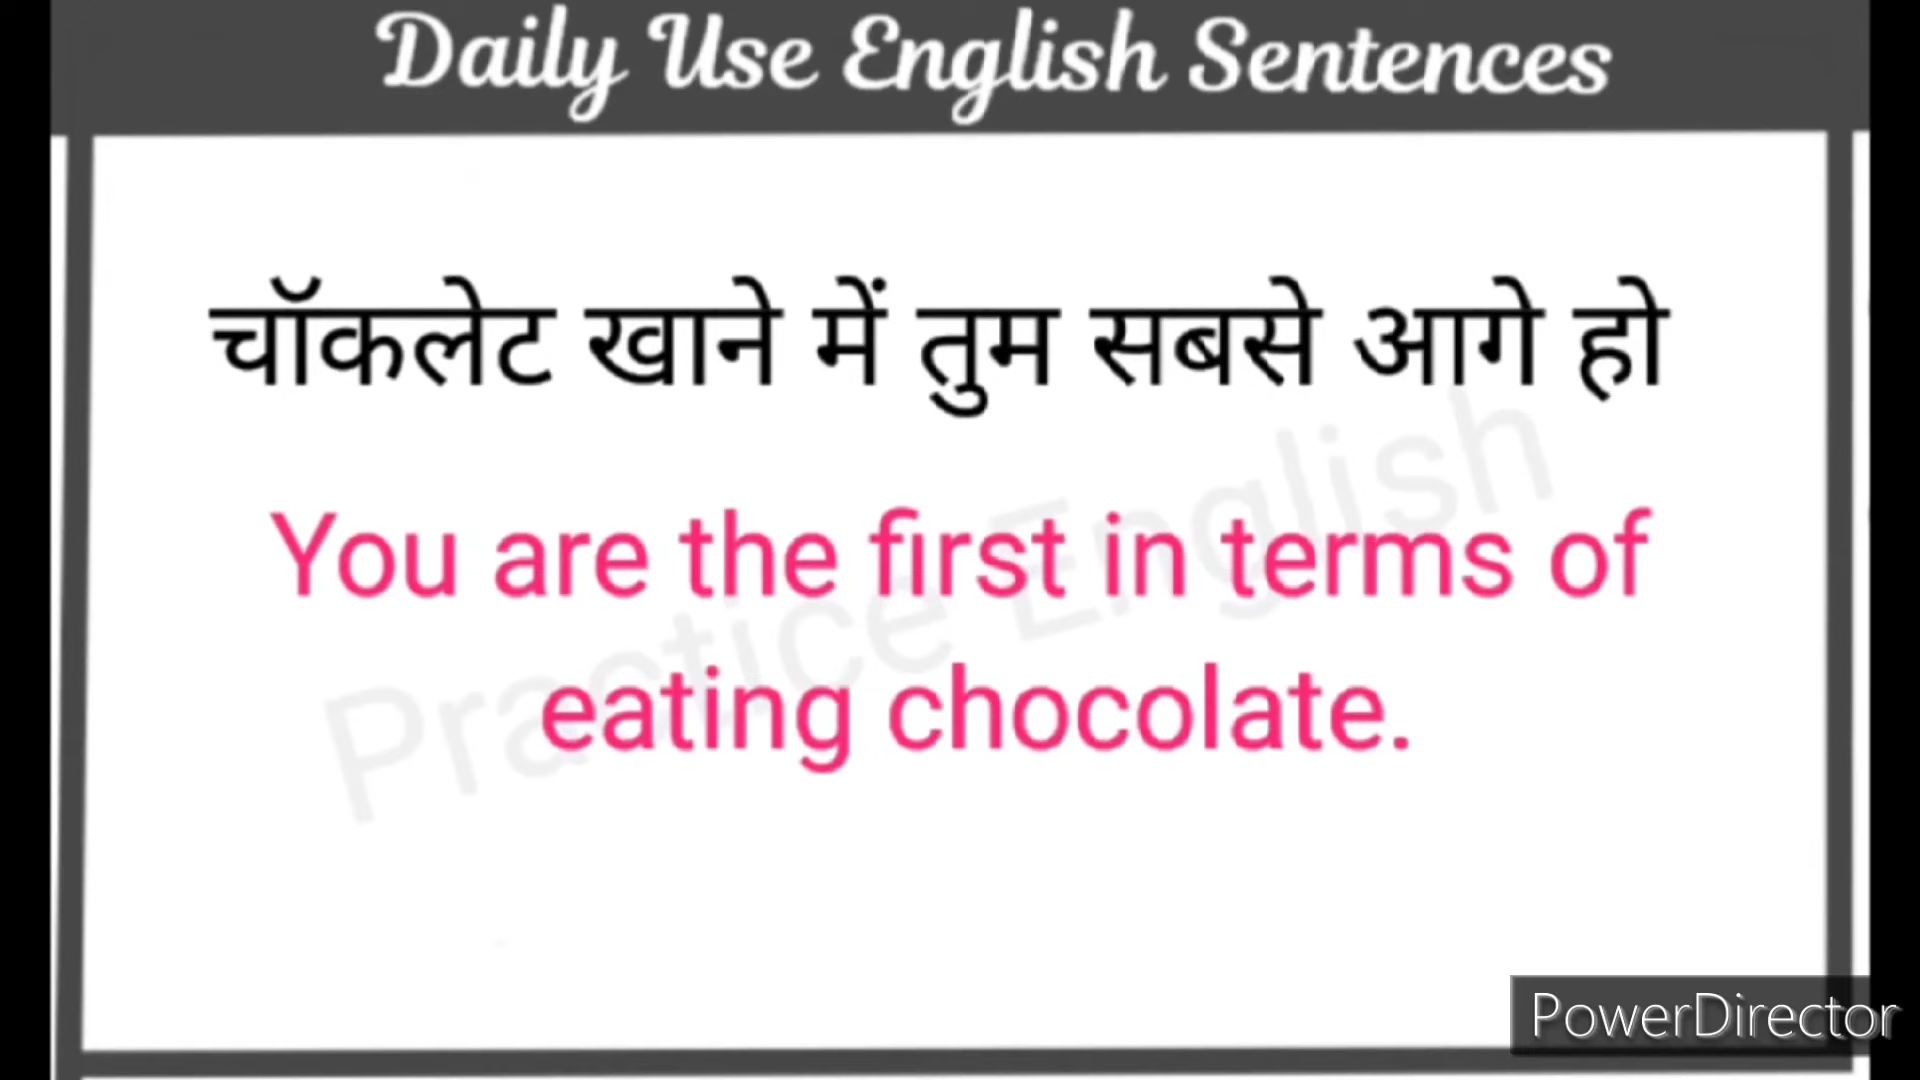 Daily Use English Sentences
चॉकलेट खाने में तुम सबसे आगे हो
You are the first in terms of
eating chocolate.
Practice English
PowerDirector